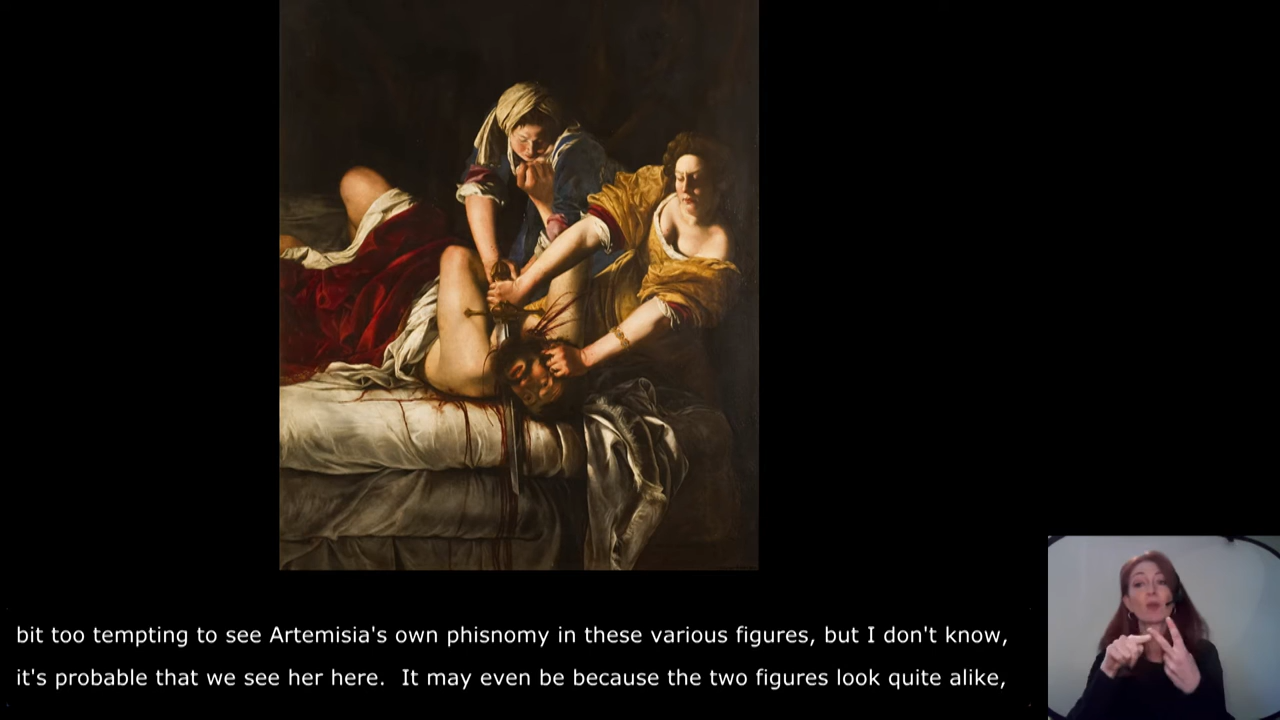 bit too tempting to see Artemisia's own phisnomy in these various figures, but I don't know,
it's probable that we see her here.  It may even be because the two figures look quite alike,